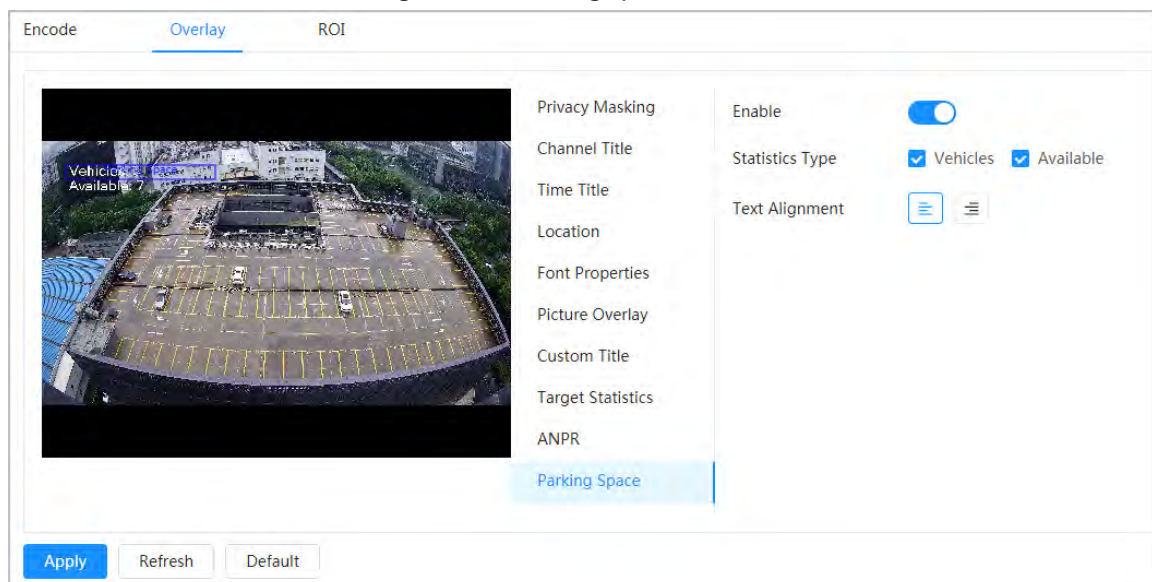 Encode Overlay ROI
Privacy Masking
Channel Title
Time Title
Location
Font Properties
Picture Overlay
Custom Title
Target Statistics
ANPR
Parking Space
Enable
Statistics Type Vehicles Available
Text Alignment
Available: 7
Apply Refresh Default